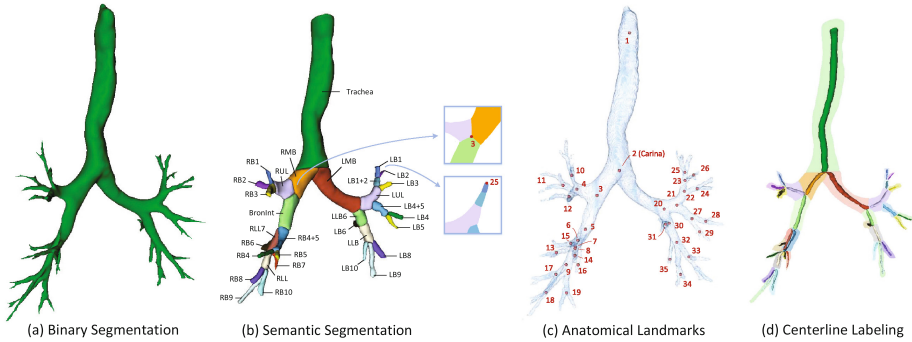 Trachea
RMB
LMB
RB1
RUL
RB2
RB3
LB1
LB2
LB1+2
LB3
LUL
BronInt
LB4+5
LB4
LB5
LLB6
LB6
LLB
RLL7
RB4+5
RB6
RB4
RB5
RB7
RLL
RB8
RB9
RB10
LB8
LB10
LB9
3
25
1
2 (Carina)
10
11
4
12
3
25
26
23
24
22
20
27
28
29
30
31
6
5
15
7
13
8
14
17
9
16
18
19
32
33
35
34
(a) Binary Segmentation
(b) Semantic Segmentation
(c) Anatomical Landmarks
(d) Centerline Labeling